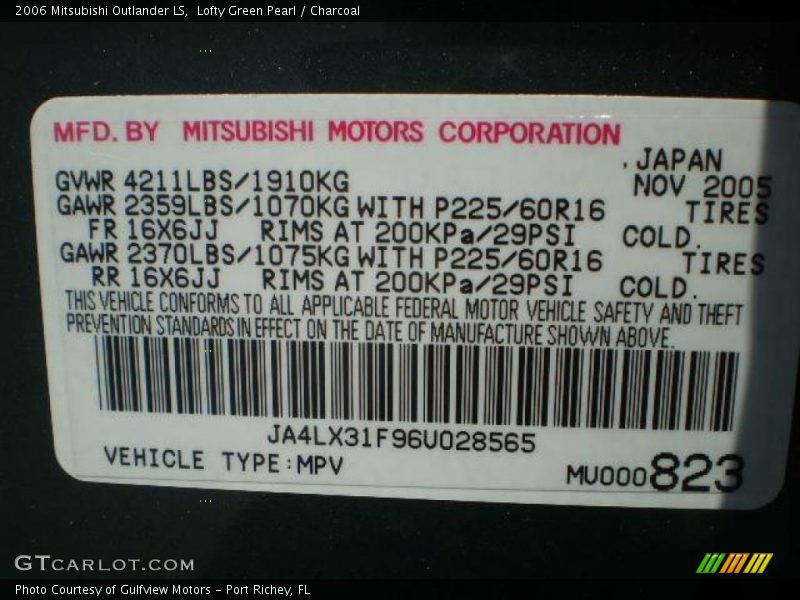 2006 Mitsubishi Outlander LS,  Lofty Green Pearl / Charcoal
MFD. BY MITSUBISHI MOTORS CORPORATION
, JAPAN
GVWR 4211LBS/1910KG
NOV 2005
GAWR 2359LBS/1070KG WITH P225/60R16 TIRES
FR 16X6JJ RIMS AT 200KPa/29PSI COLD.
GAWR 2370LBS/1075KG WITH P225/60R16 TIRES
RR 16X6JJ RIMS AT 200KPa/29PSI COLD.
THIS VEHICLE CONFORMS TO ALL APPLICABLE FEDERAL MOTOR VEHICLE SAFETY AND THEFT
PREVENTION STANDARDS IN EFFECT ON THE DATE OF MANUFACTURE SHOWN ABOVE.
JA4LX31F96U028565
VEHICLE TYPE:MPV
MU000823
GTCARLOT.COM
Photo Courtesy of Gulfview Motors - Port Richey, FL